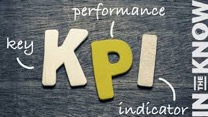 performance
key
KPI
indicator
IN THE KNOW